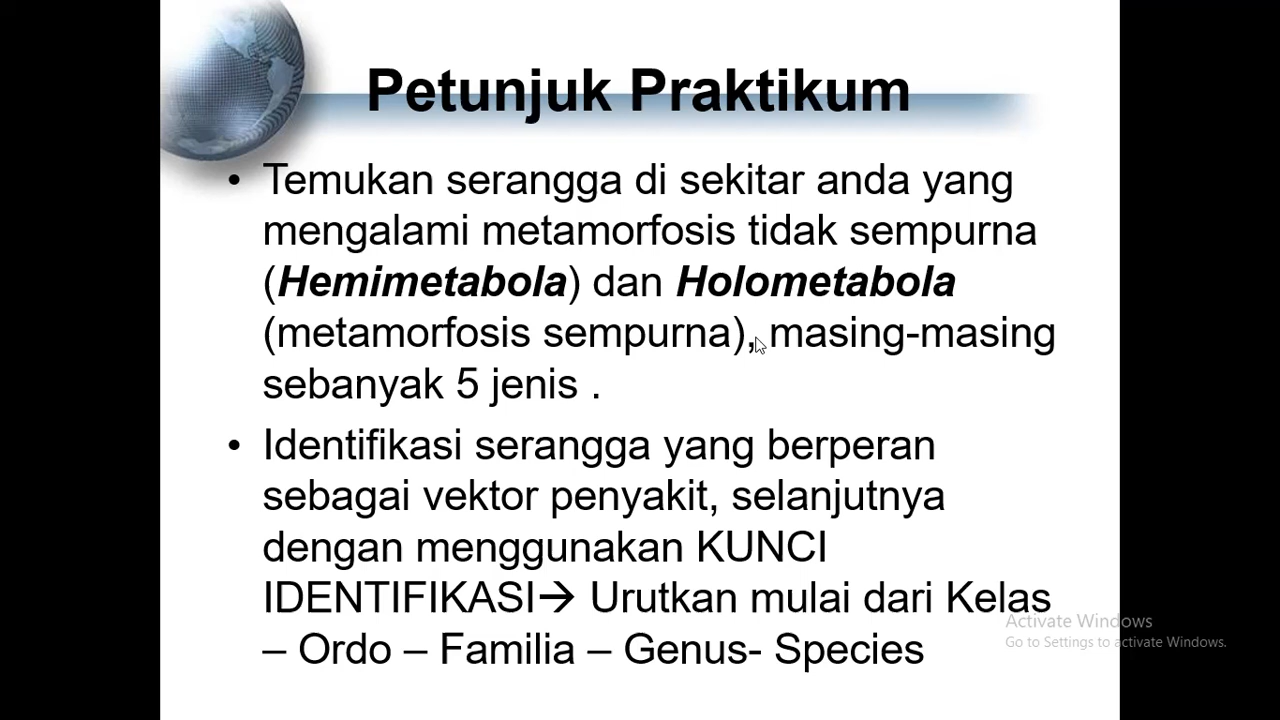 Petunjuk Praktikum
• Temukan serangga di sekitar anda yang
mengalami metamorfosis tidak sempurna
(Hemimetabola) dan Holometabola
(metamorfosis sempurna), masing-masing
sebanyak 5 jenis .
• Identifikasi serangga yang berperan
sebagai vektor penyakit, selanjutnya
dengan menggunakan KUNCI
IDENTIFIKASI→ Urutkan mulai dari Kelas
– Ordo – Familia – Genus- Species
Activate Windows
Go to Settings to activate Windows.